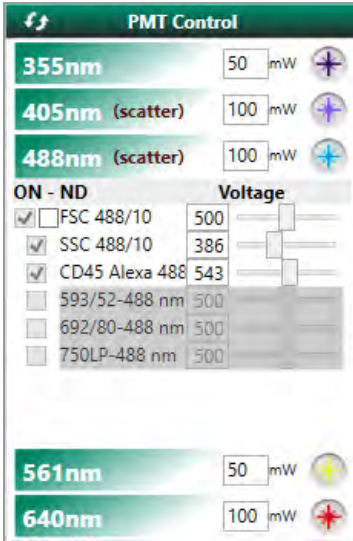 PMT Control
355nm 50 mW
405nm (scatter) 100 mW
488nm (scatter) 100 mW
ON - ND Voltage
FSC 488/10 500
SSC 488/10 386
CD45 Alexa 488 543
593/52-488 nm 500
692/80-488 nm 500
750LP-488 nm 500
561nm 50 mW
640nm 100 mW